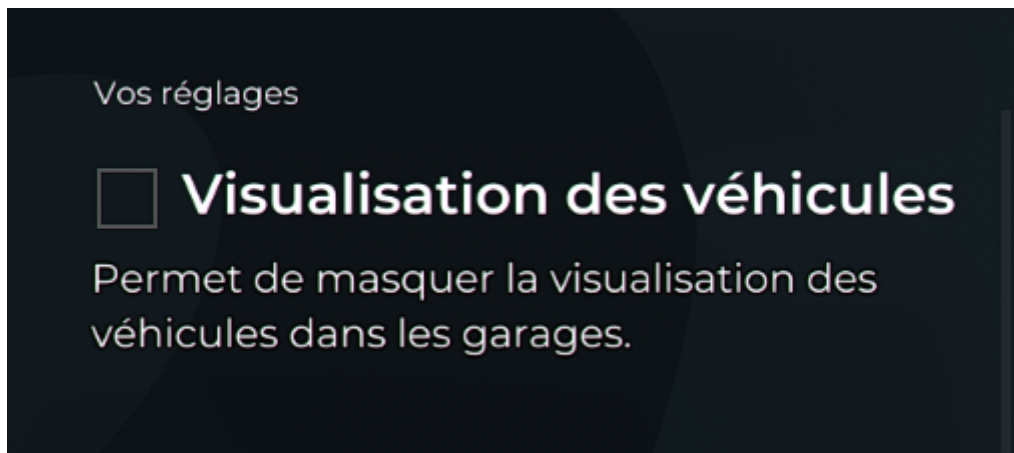 Vos réglages
Visualisation des véhicules
Permet de masquer la visualisation des
véhicules dans les garages.